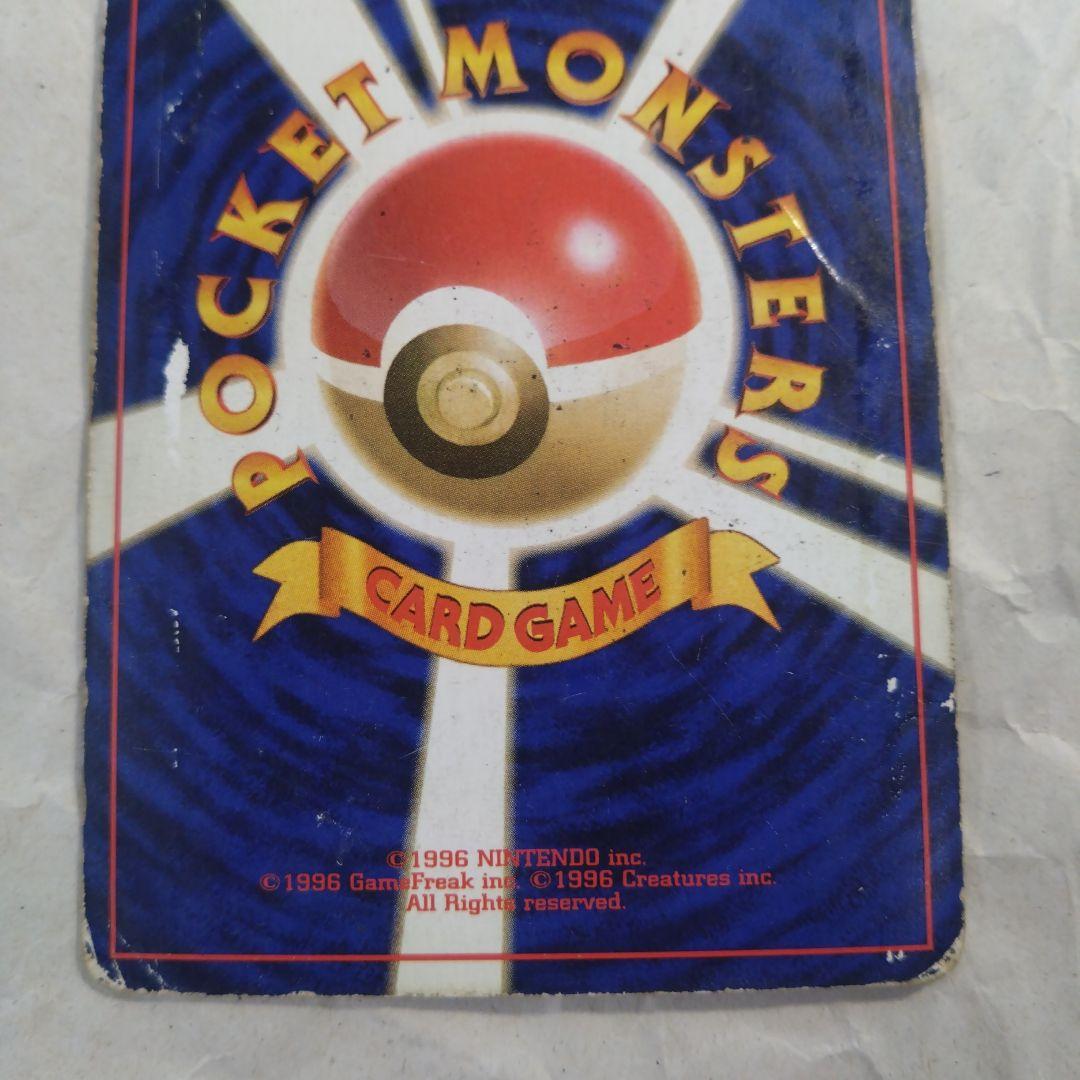 POCKET MONSTERS
CARD GAME
©1996 NINTENDO inc.
©1996 GameFreak inc. ©1996 Creatures inc.
All Rights reserved.